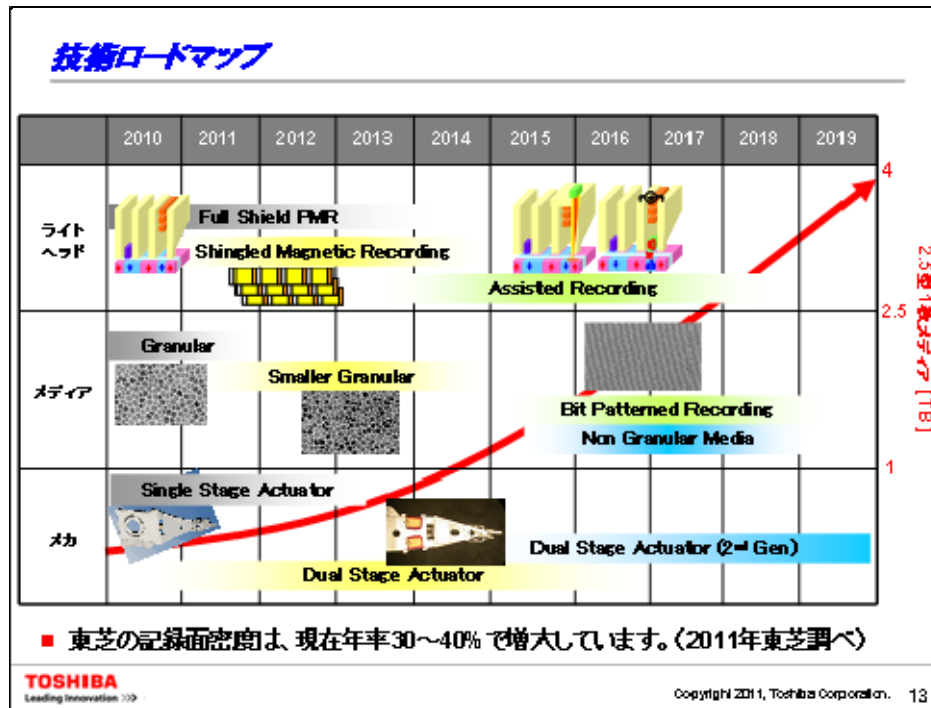 技術ロードマップ
2010 2011 2012 2013 2014 2015 2016 2017 2018 2019
ライト
ヘッド
Full Shield PMR
Shingled Magnetic Recording
Assisted Recording
メディア
Granular
Smaller Granular
Bit Patterned Recording
Non Granular Media
メカ
Single Stage Actuator
Dual Stage Actuator (2nd Gen)
Dual Stage Actuator
4
2.5
1
2.5型1枚メディア [TB]
■ 東芝の記録面密度は、現在年率30～40%で増大しています。(2011年東芝調べ)
TOSHIBA
Leading Innovation >>>
Copyright 2011, Toshiba Corporation. 13